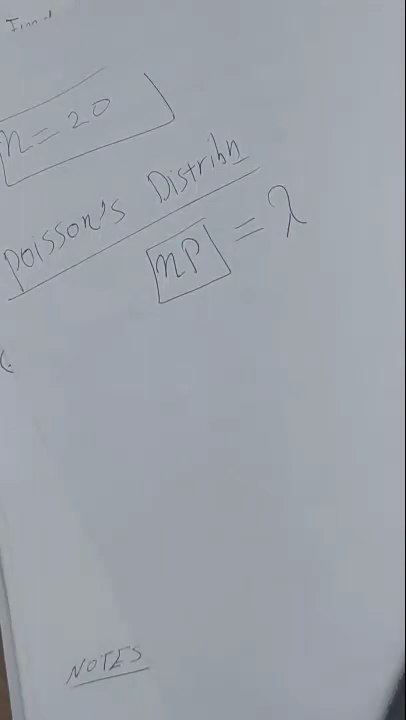 n = 20
Poisson's Distribn
np = λ
NOTES